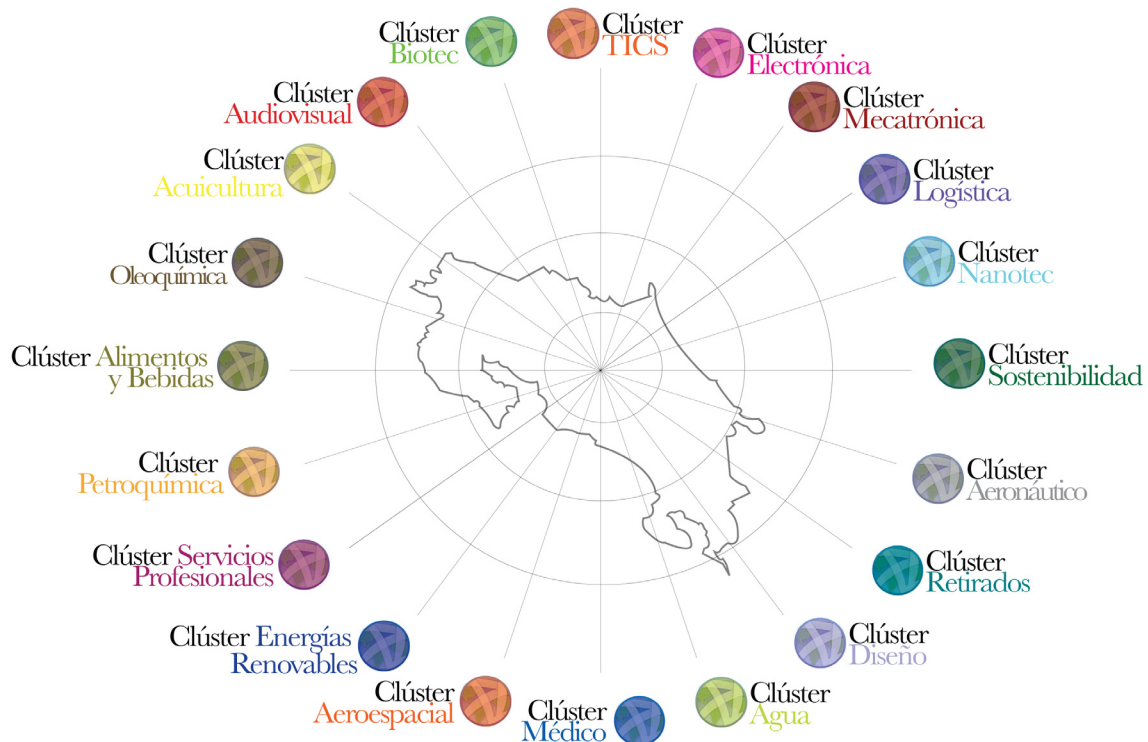 Clúster
TICS
Clúster
Electrónica
Clúster
Mecatrónica
Clúster
Logística
Clúster
Nanotec
Clúster
Sostenibilidad
Clúster
Aeronáutico
Clúster
Retirados
Clúster
Diseño
Clúster
Agua
Clúster
Médico
Clúster
Aeroespacial
Clúster Energías
Renovables
Clúster Servicios
Profesionales
Clúster
Petroquímica
Clúster Alimentos
y Bebidas
Clúster
Oleoquímica
Clúster
Acuicultura
Clúster
Audiovisual
Clúster
Biotec